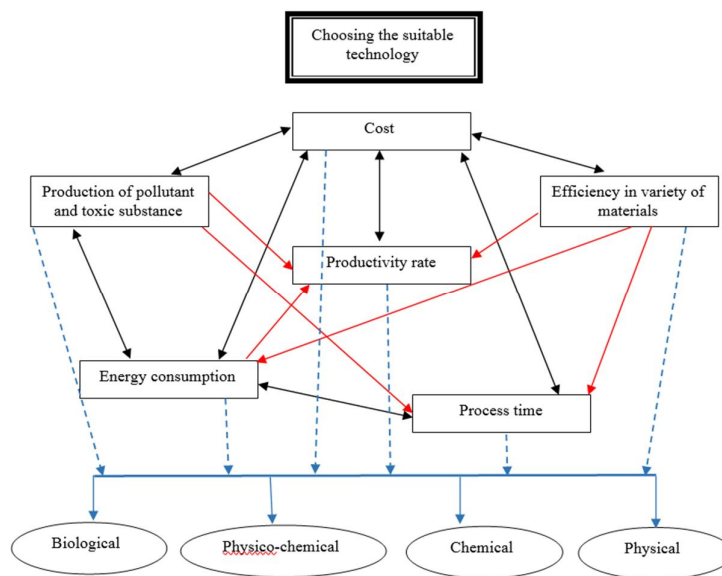 Choosing the suitable
technology
Cost
Production of pollutant
and toxic substance
Efficiency in variety of
materials
Productivity rate
Energy consumption
Process time
Biological
Physico-chemical
Chemical
Physical